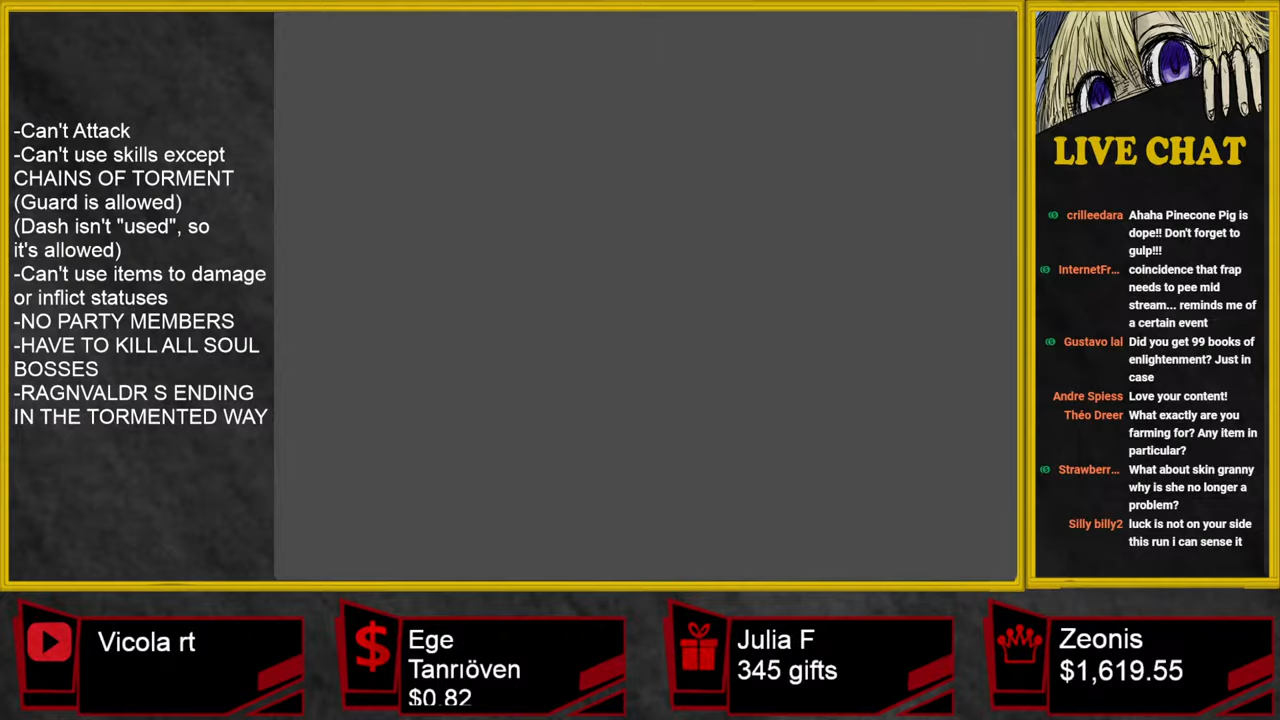 -Can't Attack
-Can't use skills except
CHAINS OF TORMENT
(Guard is allowed)
(Dash isn't "used", so
it's allowed)
-Can't use items to damage
or inflict statuses
-NO PARTY MEMBERS
-HAVE TO KILL ALL SOUL
BOSSES
-RAGNVALDR S ENDING
IN THE TORMENTED WAY
LIVE CHAT
crilleedara Ahaha Pinecone Pig is
dope!! Don't forget to
gulp!!!
InternetFr... coincidence that frap
needs to pee mid
stream... reminds me of
a certain event
Gustavo lal Did you get 99 books of
enlightenment? Just in
case
Andre Spiess Love your content!
Théo Dreer What exactly are you
farming for? Any item in
particular?
Strawberr... What about skin granny
why is she no longer a
problem?
Silly billy2 luck is not on your side
this run i can sense it
Vicola rt
$
Ege
Tanrıöven
$0.82
Julia F
345 gifts
Zeonis
$1,619.55